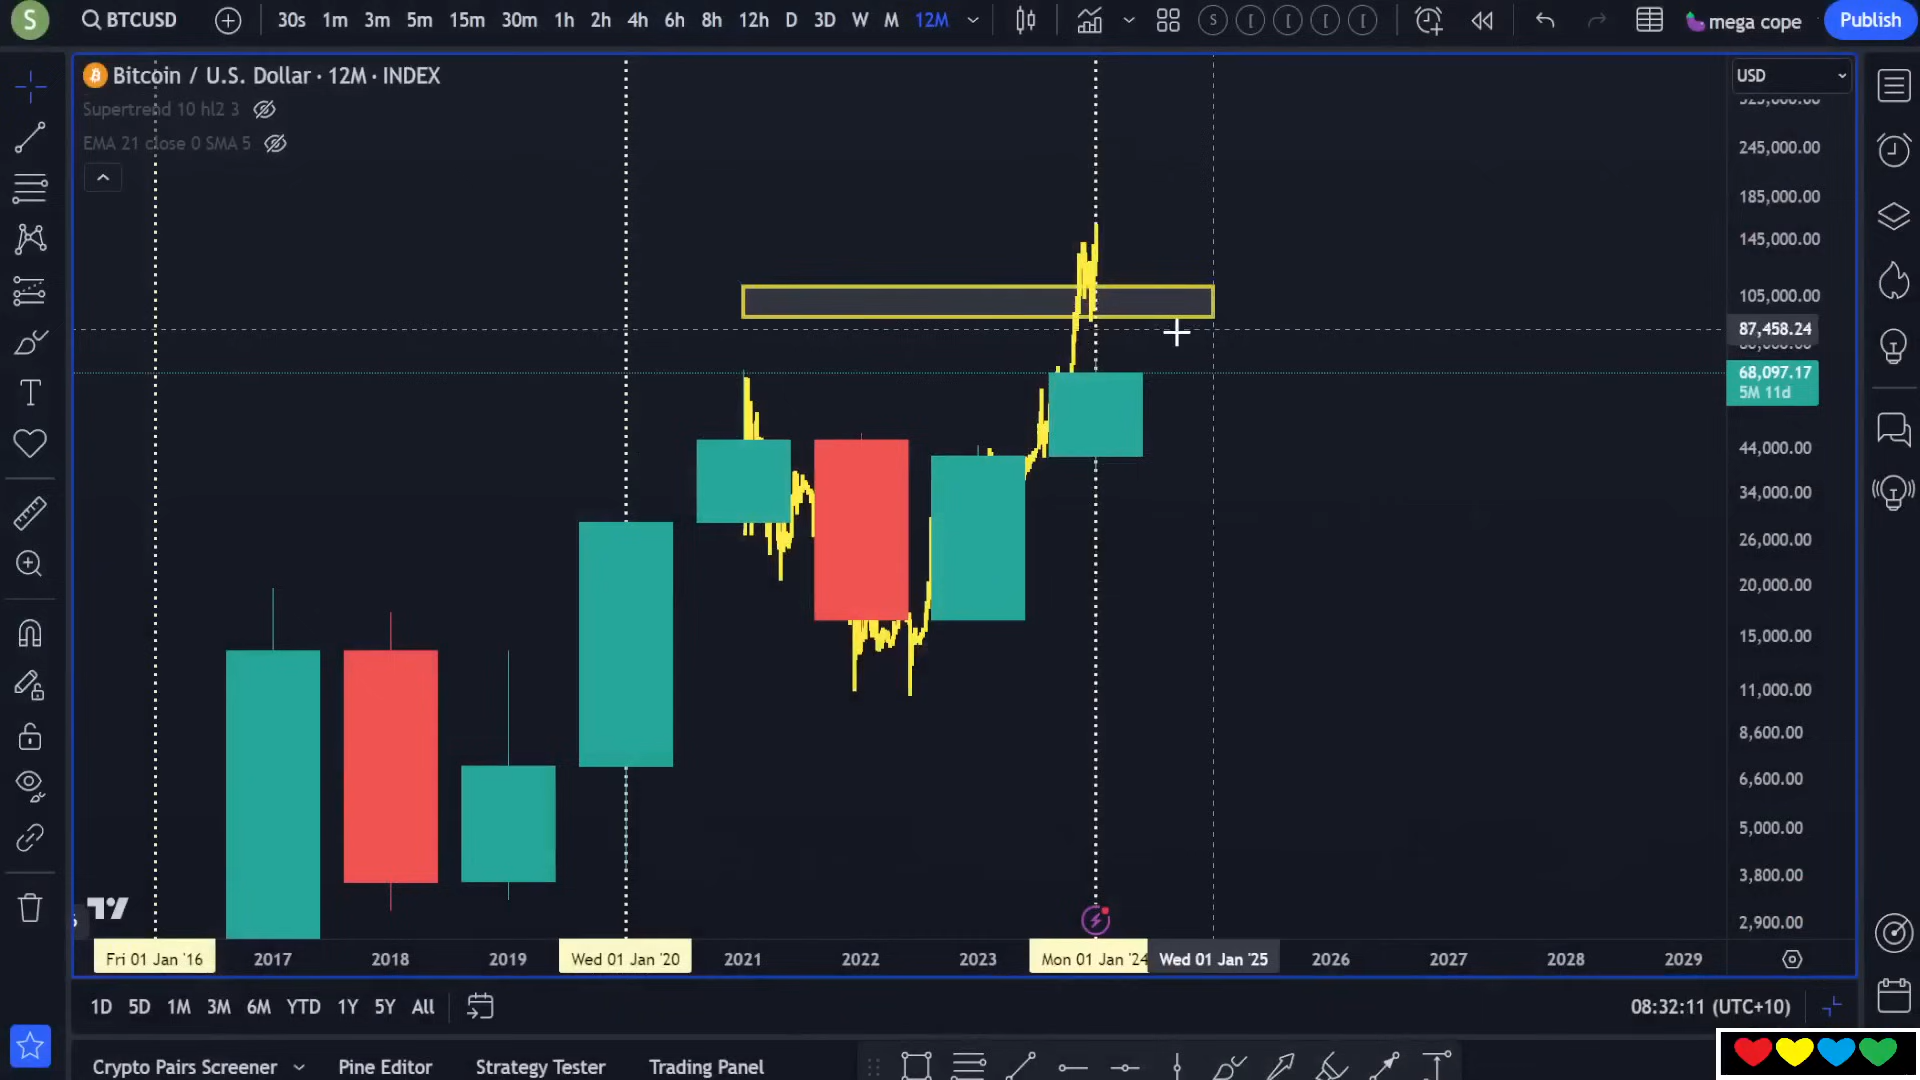 S BTCUSD 30s 1m 3m 5m 15m 30m 1h 2h 4h 6h 8h 12h D 3D W M 12M S [ [ [ [ mega cope Publish
Bitcoin / U.S. Dollar · 12M · INDEX
USD
Supertrend 10 hl2 3
EMA 21 close 0 SMA 5
245,000.00
185,000.00
145,000.00
105,000.00
87,458.24
68,097.17
5M 11d
44,000.00
34,000.00
26,000.00
20,000.00
15,000.00
11,000.00
8,600.00
6,600.00
5,000.00
3,800.00
2,900.00
Fri 01 Jan '16 2017 2018 2019 Wed 01 Jan '20 2021 2022 2023 Mon 01 Jan '24 Wed 01 Jan '25 2026 2027 2028 2029
1D 5D 1M 3M 6M YTD 1Y 5Y All 08:32:11 (UTC+10)
Crypto Pairs Screener Pine Editor Strategy Tester Trading Panel